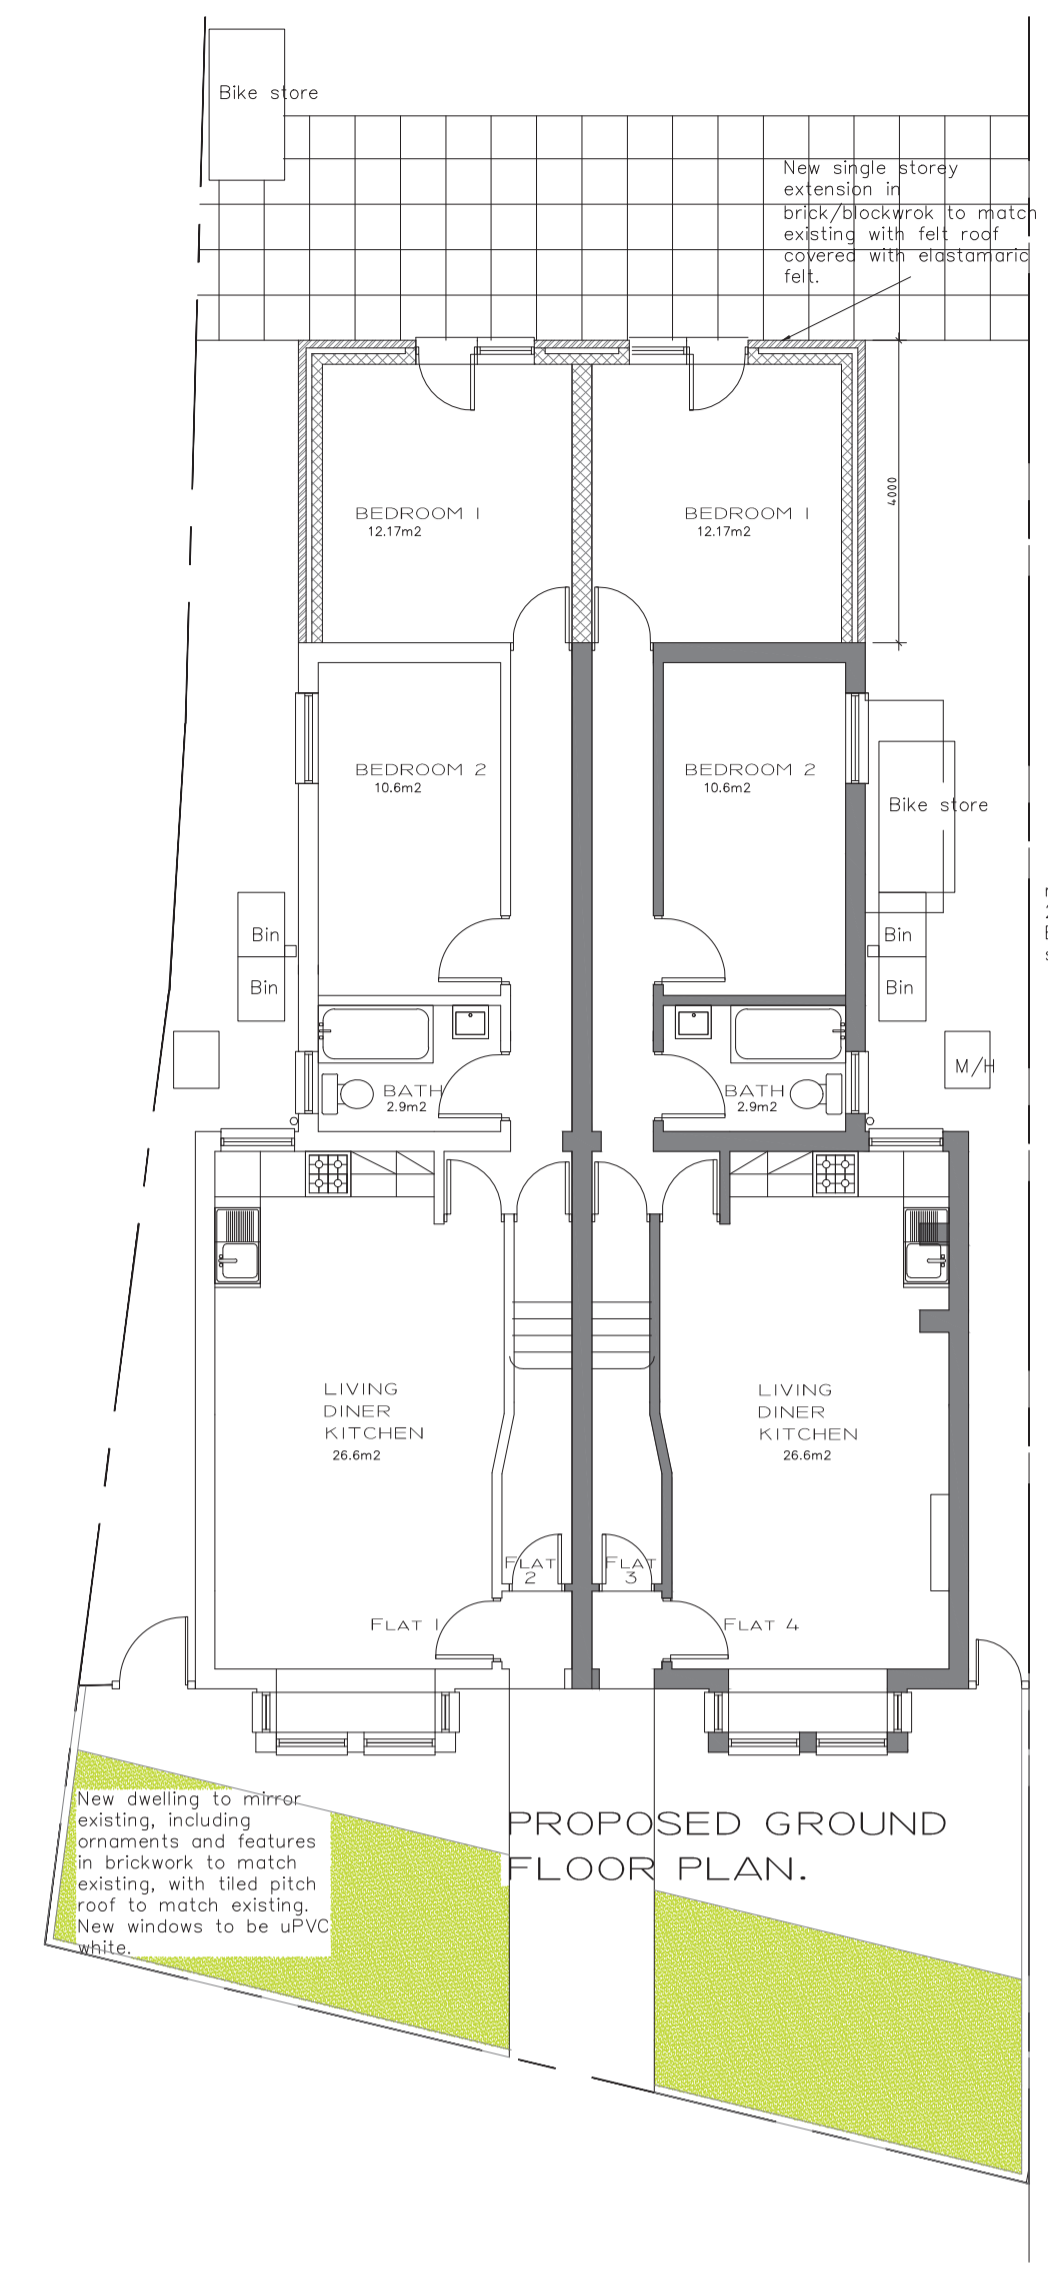 Bike store
New single storey
extension in
brick/blockwrok to match
existing with felt roof
covered with elastamaric
felt.
4000
BEDROOM 1
12.17m2
BEDROOM 1
12.17m2
BEDROOM 2
10.6m2
BEDROOM 2
10.6m2
Bike store
Bin
Bin
Bin
Bin
M/H
BATH
2.9m2
BATH
2.9m2
LIVING
DINER
KITCHEN
26.6m2
LIVING
DINER
KITCHEN
26.6m2
FLAT
2
FLAT
3
FLAT 1
FLAT 4
New dwelling to mirror
existing, including
ornaments and features
in brickwork to match
existing, with tiled pitch
roof to match existing.
New windows to be uPVC
white.
PROPOSED GROUND
FLOOR PLAN.